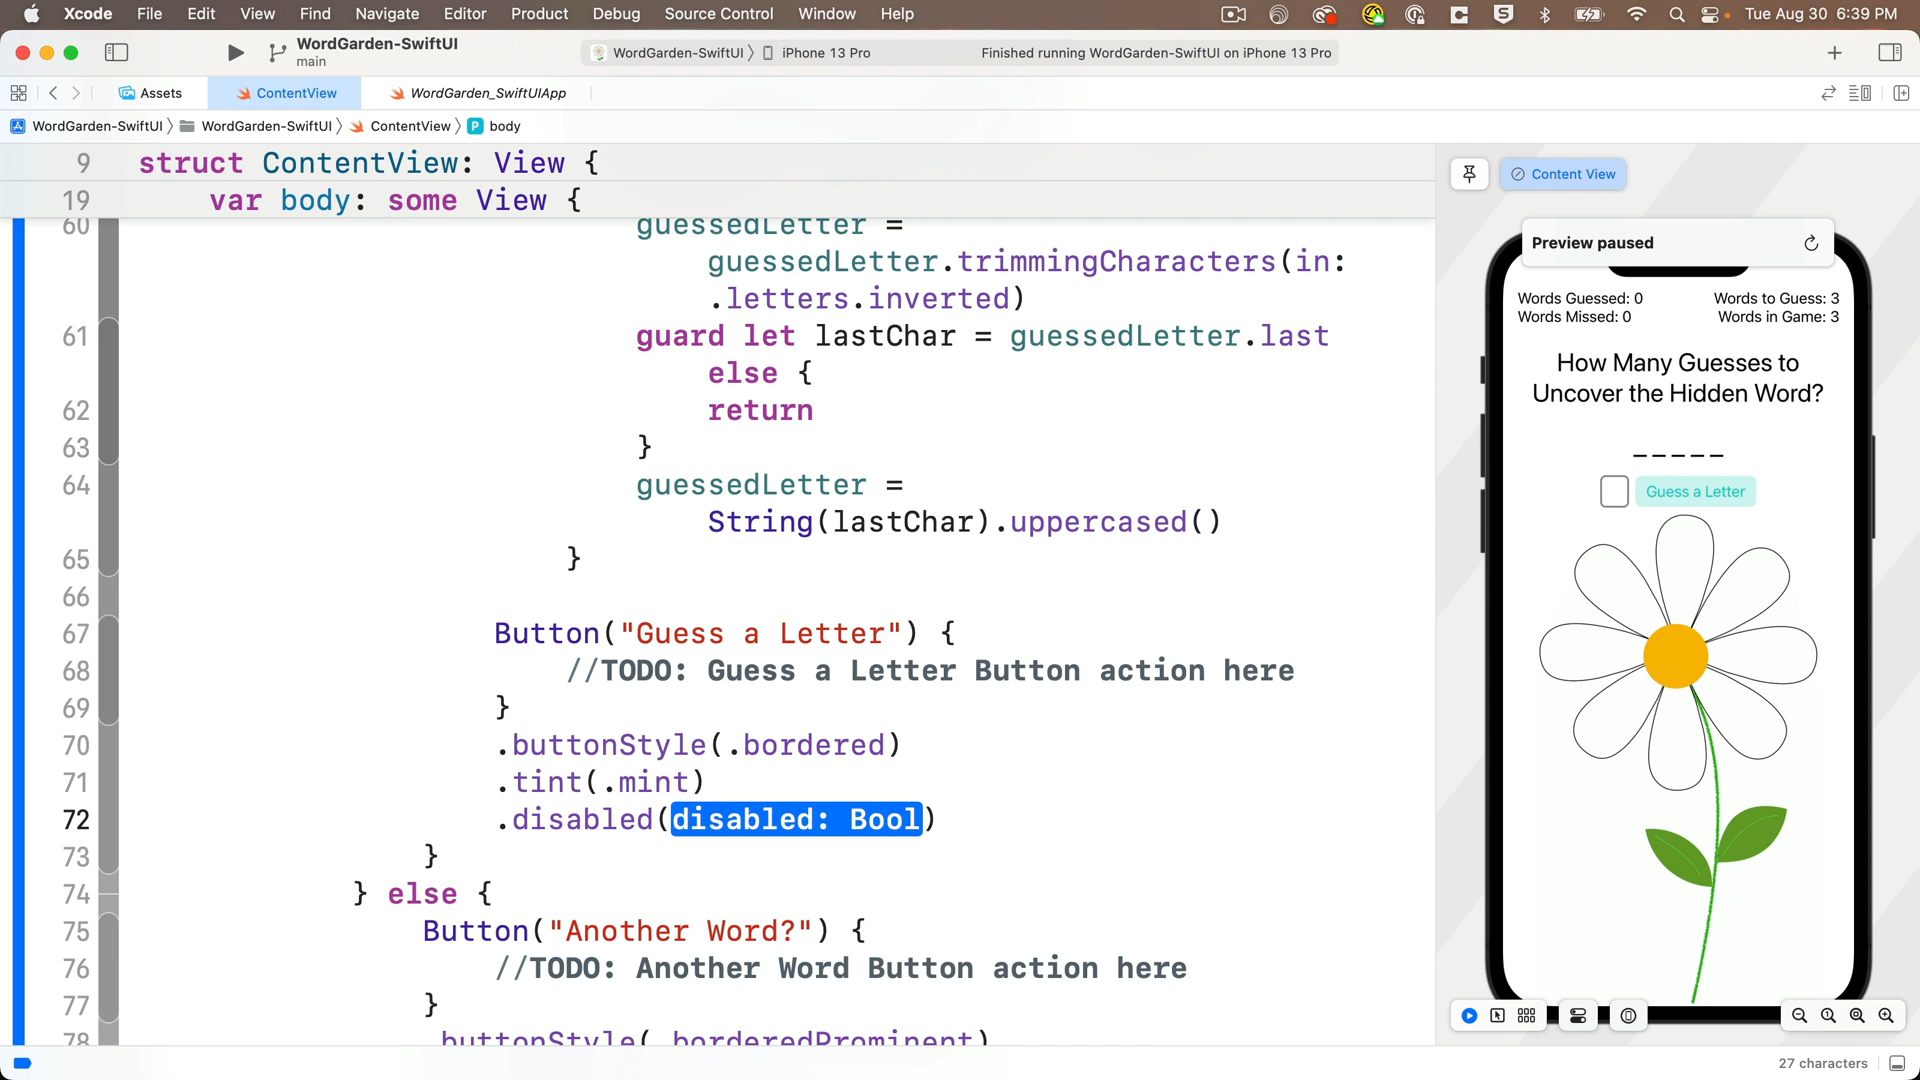 Xcode File Edit View Find Navigate Editor Product Debug Source Control Window Help Tue Aug 30 6:39 PM
WordGarden-SwiftUI
main
WordGarden-SwiftUI iPhone 13 Pro Finished running WordGarden-SwiftUI on iPhone 13 Pro
Assets ContentView WordGarden_SwiftUIApp
WordGarden-SwiftUI WordGarden-SwiftUI ContentView P body
9 struct ContentView: View {
19 var body: some View {
60 guessedLetter =
guessedLetter.trimmingCharacters(in:
.letters.inverted)
61 guard let lastChar = guessedLetter.last
else {
62 return
63 }
64 guessedLetter =
String(lastChar).uppercased()
65 }
66
67 Button("Guess a Letter") {
68 //TODO: Guess a Letter Button action here
69 }
70 .buttonStyle(.bordered)
71 .tint(.mint)
72 .disabled(disabled: Bool)
73 }
74 } else {
75 Button("Another Word?") {
76 //TODO: Another Word Button action here
77 }
78 .buttonStyle(.borderedProminent)
Content View
Preview paused
Words Guessed: 0 Words to Guess: 3
Words Missed: 0 Words in Game: 3
How Many Guesses to
Uncover the Hidden Word?
_ _ _ _ _
Guess a Letter
27 characters